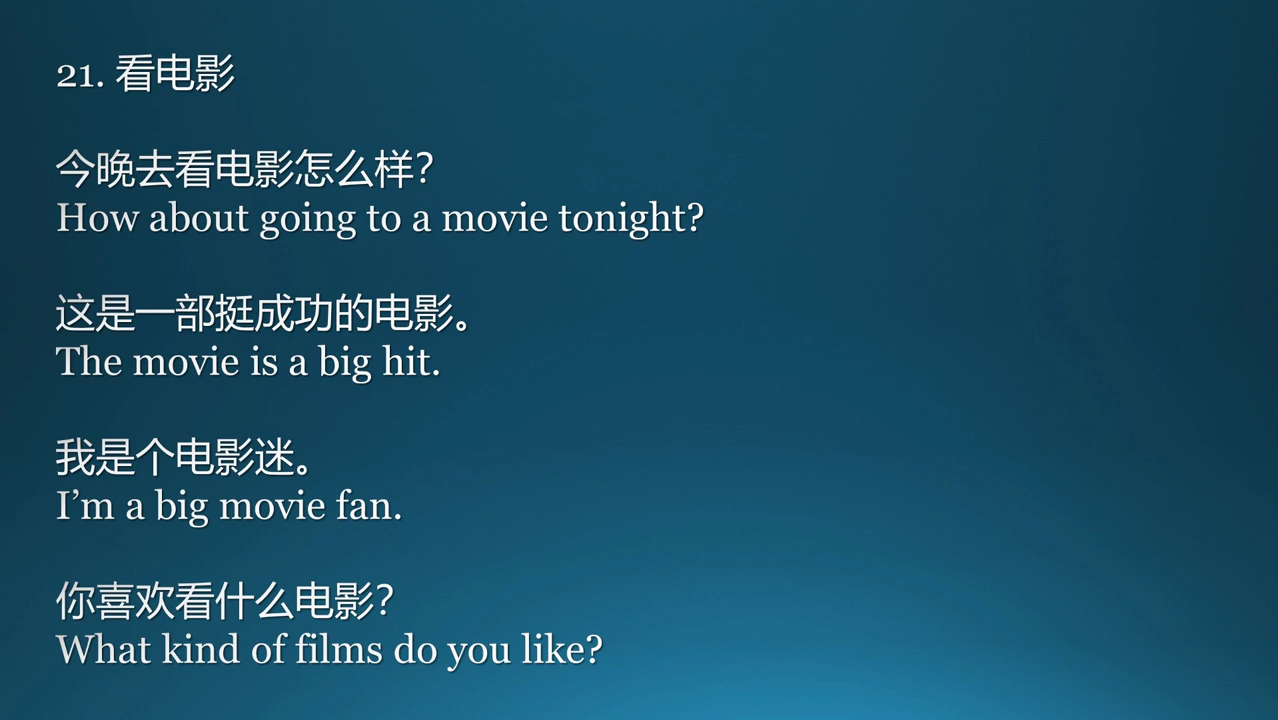 21. 看电影
今晚去看电影怎么样？
How about going to a movie tonight?
这是一部挺成功的电影。
The movie is a big hit.
我是个电影迷。
I’m a big movie fan.
你喜欢看什么电影？
What kind of films do you like?